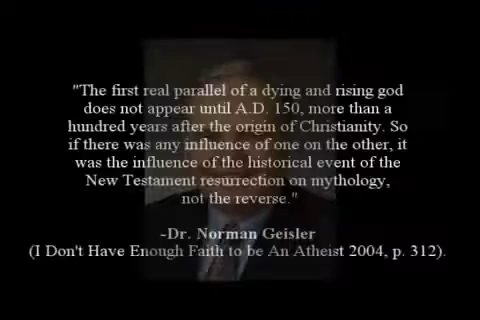 "The first real parallel of a dying and rising god
does not appear until A.D. 150, more than a
hundred years after the origin of Christianity. So
if there was any influence of one on the other, it
was the influence of the historical event of the
New Testament resurrection on mythology,
not the reverse."
-Dr. Norman Geisler
(I Don't Have Enough Faith to be An Atheist 2004, p. 312).